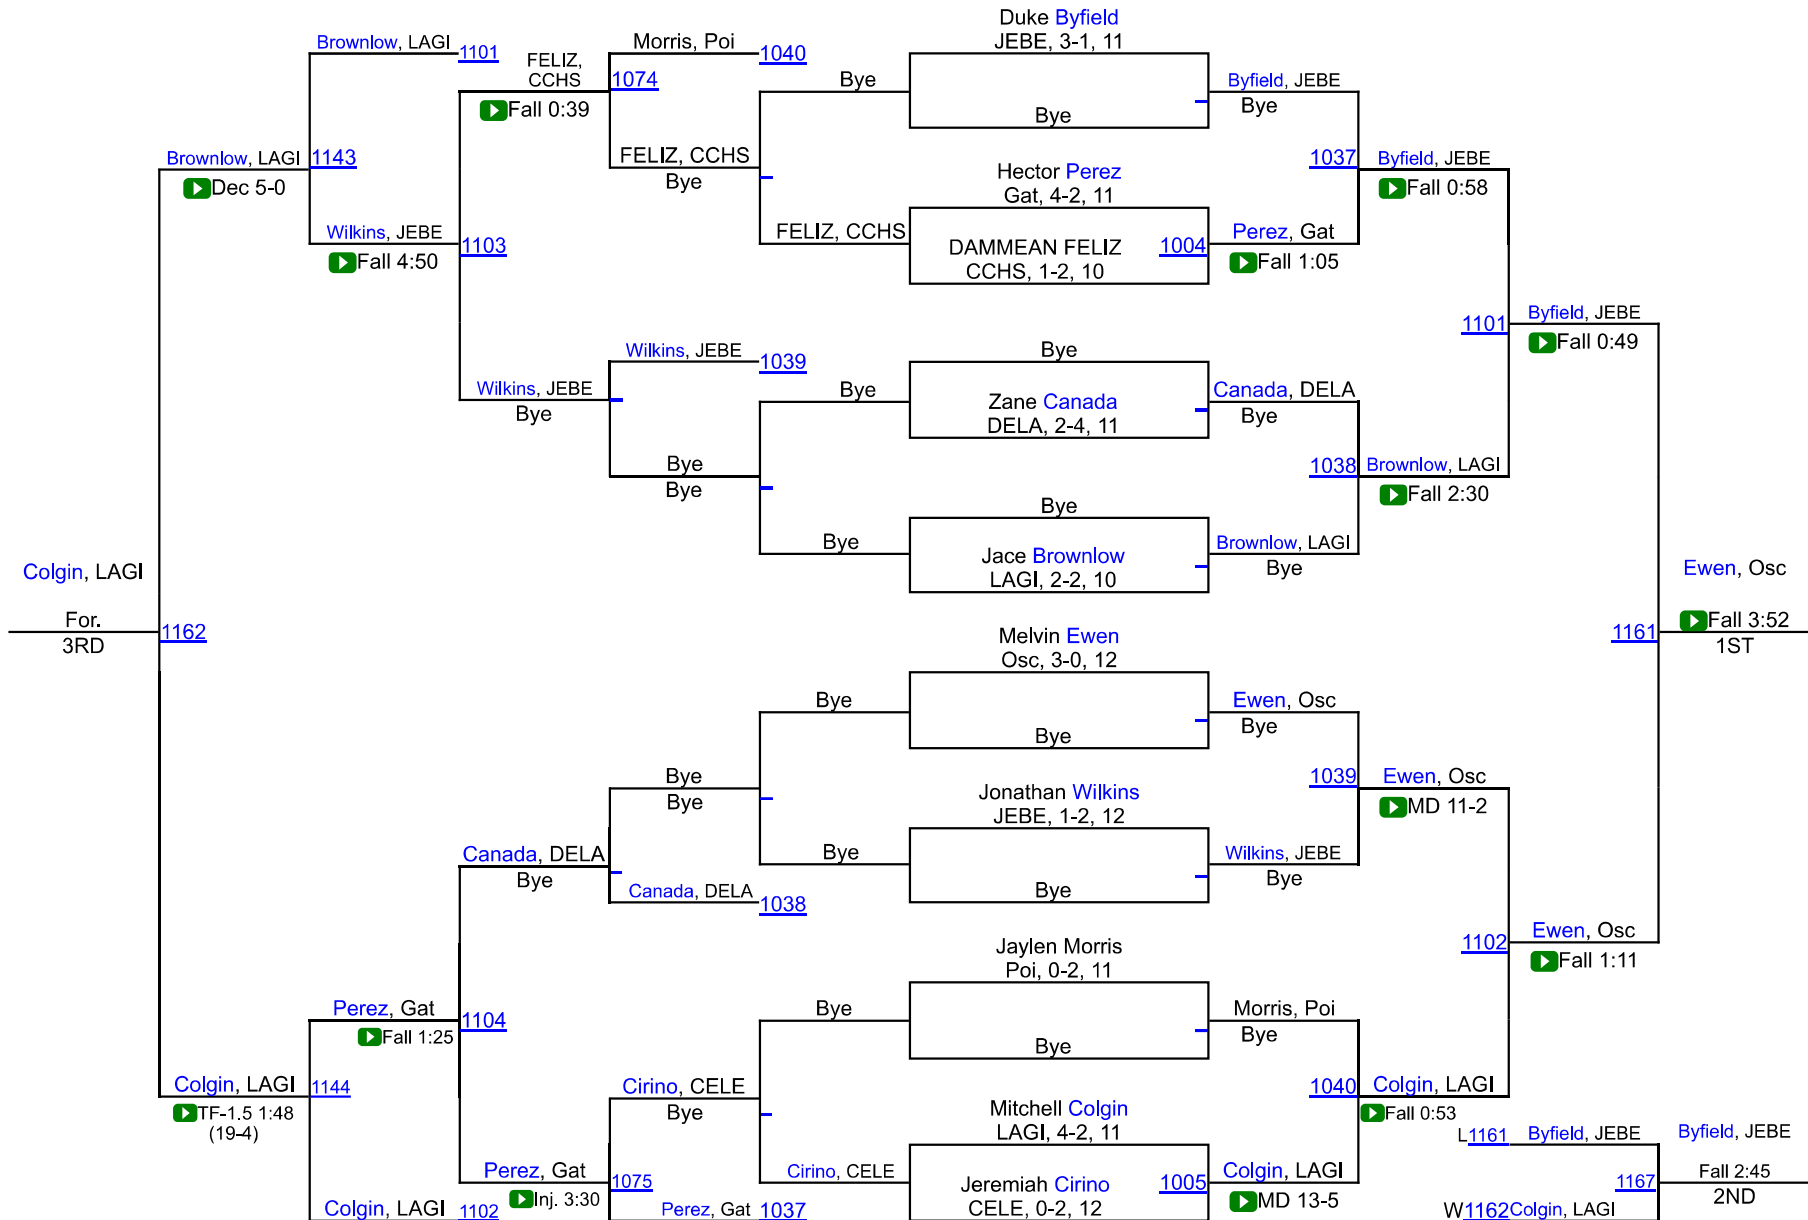 Duke Byfield
JEBE, 3-1, 11
Brownlow, LAGI
1101
Morris, Poi
1040
FELIZ,
CCHS
1074
Fall 0:39
Bye
Bye
Byfield, JEBE
Bye
Brownlow, LAGI
1143
Dec 5-0
FELIZ, CCHS
Bye
Hector Perez
Gat, 4-2, 11
1037
Byfield, JEBE
Fall 0:58
Wilkins, JEBE
1103
Fall 4:50
FELIZ, CCHS
DAMMEAN FELIZ
CCHS, 1-2, 10
1004
Perez, Gat
Fall 1:05
1101
Byfield, JEBE
Fall 0:49
Wilkins, JEBE
1039
Bye
Wilkins, JEBE
Bye
Bye
Zane Canada
DELA, 2-4, 11
Canada, DELA
Bye
Bye
Bye
1038
Brownlow, LAGI
Fall 2:30
Bye
Bye
Jace Brownlow
LAGI, 2-2, 10
Brownlow, LAGI
Bye
Colgin, LAGI
For.
3RD
1162
Ewen, Osc
Fall 3:52
1ST
1161
Melvin Ewen
Osc, 3-0, 12
Bye
Bye
Ewen, Osc
Bye
Bye
Bye
Jonathan Wilkins
JEBE, 1-2, 12
1039
Ewen, Osc
MD 11-2
Canada, DELA
Bye
Bye
Bye
Wilkins, JEBE
Bye
Canada, DELA
1038
Jaylen Morris
Poi, 0-2, 11
1102
Ewen, Osc
Fall 1:11
Perez, Gat
1104
Fall 1:25
Bye
Bye
Morris, Poi
Bye
Colgin, LAGI
1144
TF-1.5 1:48
(19-4)
Cirino, CELE
Bye
Mitchell Colgin
LAGI, 4-2, 11
1040
Colgin, LAGI
Fall 0:53
Perez, Gat
1075
Inj. 3:30
Cirino, CELE
Jeremiah Cirino
CELE, 0-2, 12
1005
Colgin, LAGI
MD 13-5
L1161
Byfield, JEBE
Byfield, JEBE
Fall 2:45
2ND
1167
Colgin, LAGI
1102
Perez, Gat
1037
W1162
Colgin, LAGI